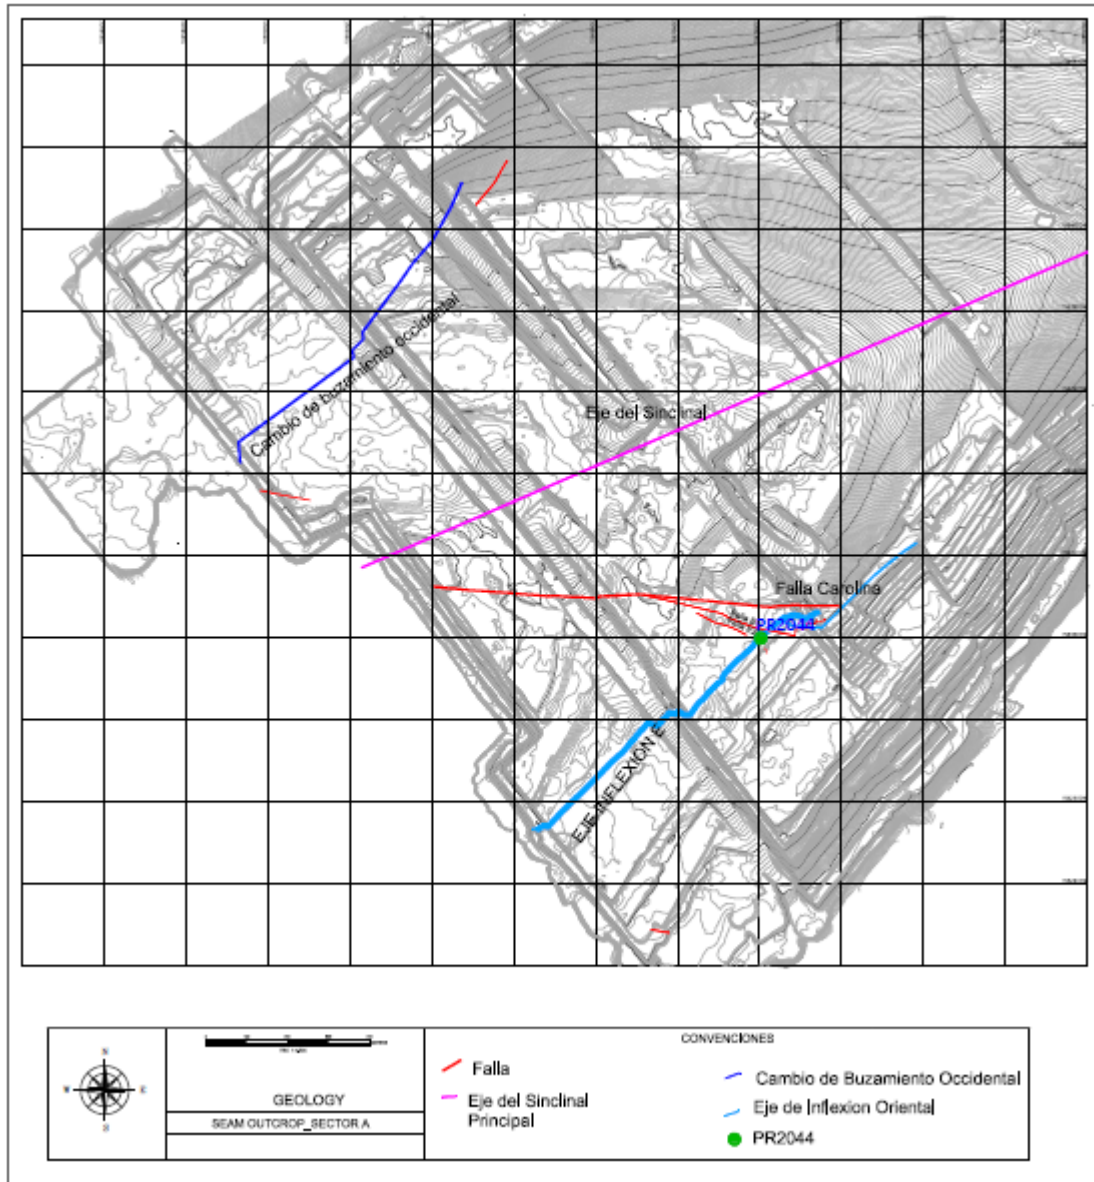 Cambio de buzamiento occidental
Eje del Sinclinal
Falla Carolina
PR2044
EJE INFLEXION E
N
W
E
S
GEOLOGY
SEAM OUTCROP_SECTOR A
CONVENCIONES
Falla
Eje del Sinclinal
Principal
Cambio de Buzamiento Occidental
Eje de Inflexion Oriental
PR2044